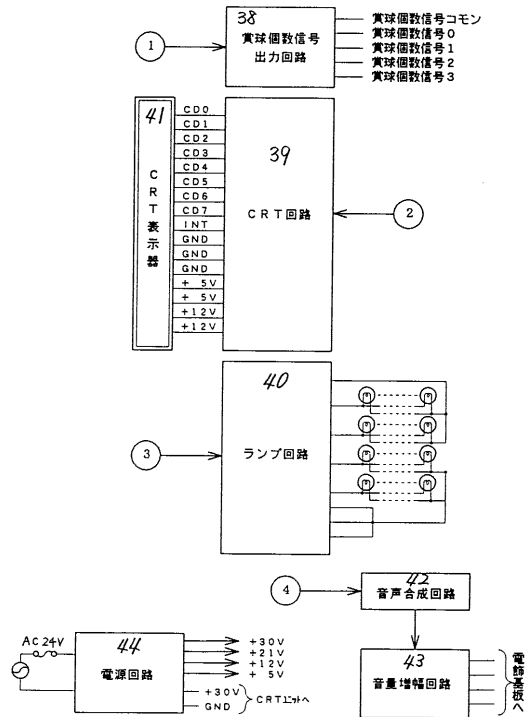 38
賞球個数信号
出力回路
1
賞球個数信号コモン
賞球個数信号0
賞球個数信号1
賞球個数信号2
賞球個数信号3
41
CRT表示器
CD0
CD1
CD2
CD3
CD4
CD5
CD6
CD7
INT
GND
GND
GND
+ 5V
+ 5V
+12V
+12V
39
CRT回路
2
40
ランプ回路
3
4
42
音声合成回路
43
音量増幅回路
電飾基板へ
AC24V
44
電源回路
+30V
+21V
+12V
+ 5V
+30V
GND
CRTユニットへ